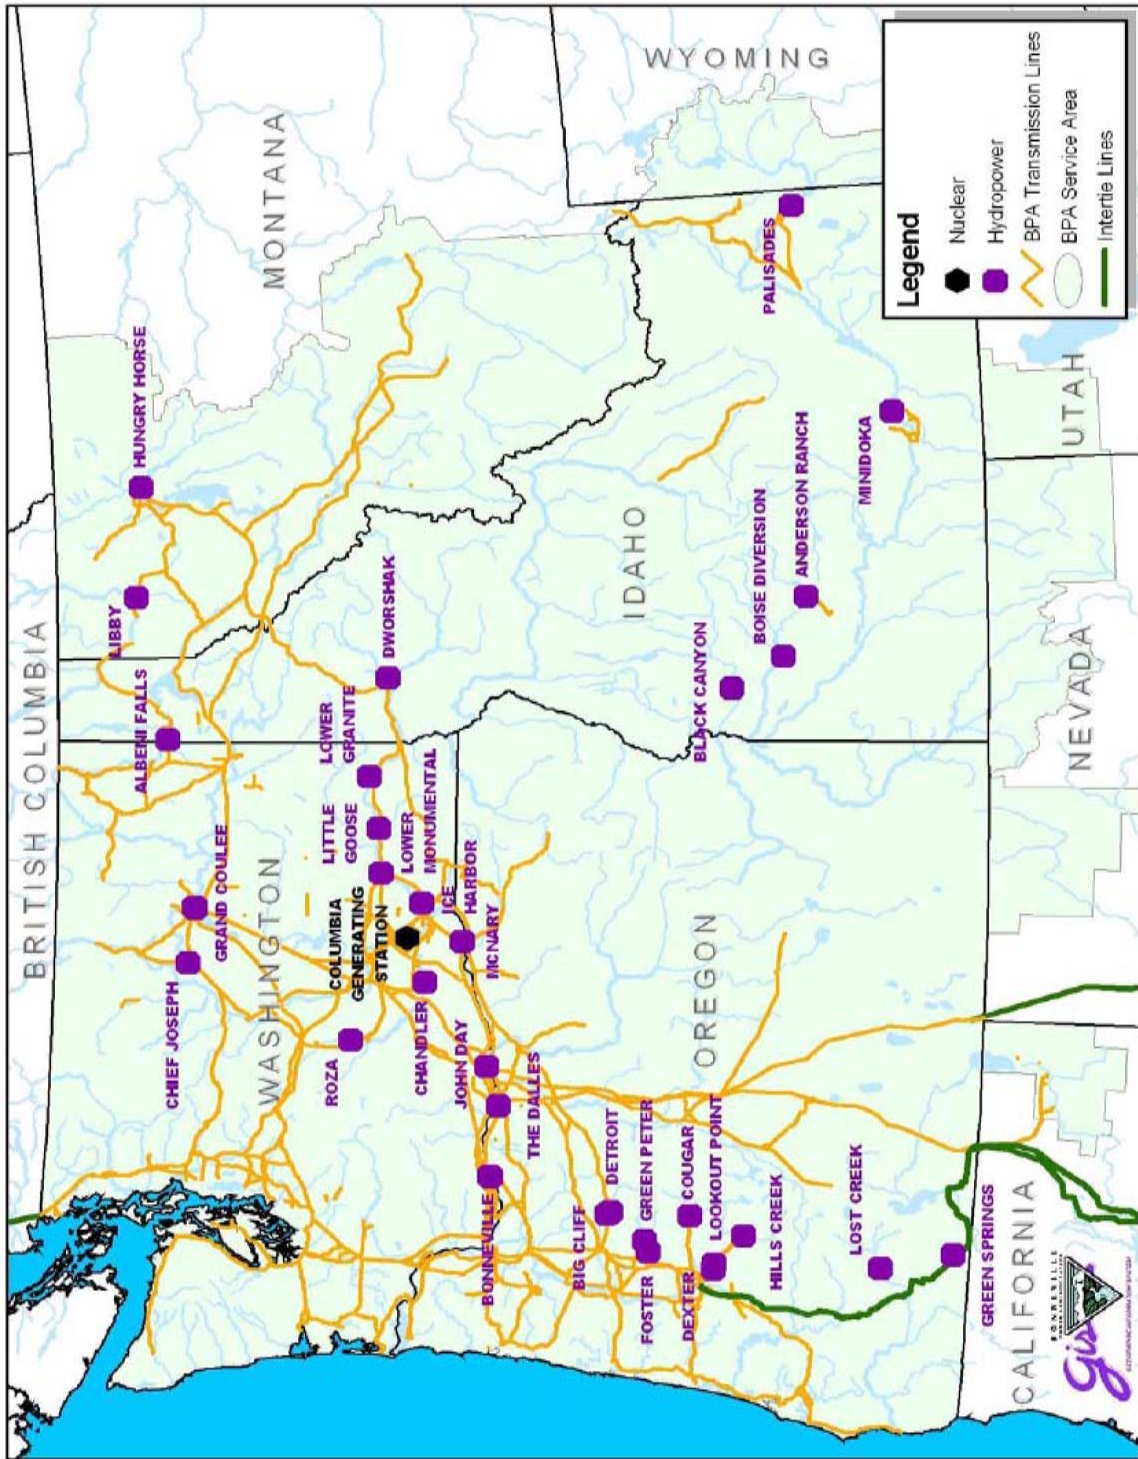 BRITISH COLUMBIA
MONTANA
WYOMING
WASHINGTON
IDAHO
OREGON
CALIFORNIA
NEVADA
UTAH
HUNGRY HORSE
LIBBY
ALBENI FALLS
GRAND COULEE
CHIEF JOSEPH
DWORSHAK
LOWER
GRANITE
LITTLE
GOOSE
LOWER
MONUMENTAL
ICE
HARBOR
MCNARY
COLUMBIA
GENERATING
STATION
ROZA
CHANDLER
JOHN DAY
THE DALLES
BONNEVILLE
BIG CLIFF
DETROIT
GREEN PETER
FOSTER
COUGAR
DEXTER
LOOKOUT POINT
HILLS CREEK
LOST CREEK
GREEN SPRINGS
BLACK CANYON
BOISE DIVERSION
ANDERSON RANCH
MINIDOKA
PALISADES
Legend
Nuclear
Hydropower
BPA Transmission Lines
BPA Service Area
Intertie Lines
BONNEVILLE
gis